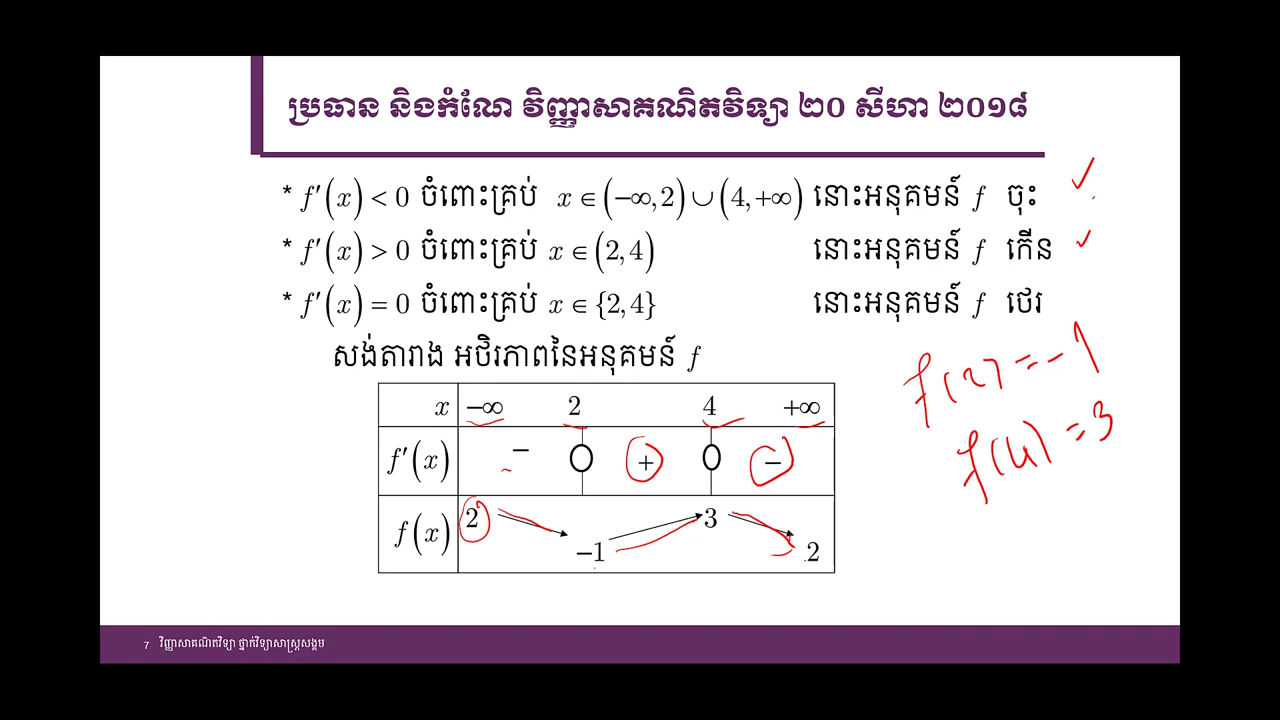 ប្រធាន និងកំណែ វិញ្ញាសាគណិតវិទ្យា ២០ សីហា ២០១៨
* f′(x) < 0 ចំពោះគ្រប់ x ∈ (−∞, 2) ∪ (4, +∞) នោះអនុគមន៍ f ចុះ
* f′(x) > 0 ចំពោះគ្រប់ x ∈ (2, 4) នោះអនុគមន៍ f កើន
* f′(x) = 0 ចំពោះគ្រប់ x ∈ {2, 4} នោះអនុគមន៍ f ថេរ
សង់តារាង អថិរភាពនៃអនុគមន៍ f
f(2) = −1
f(4) = 3
x −∞ 2 4 +∞
f′(x) − 0 + 0 −
f(x) 2 −1 3 2
7 វិញ្ញាសាគណិតវិទ្យា ថ្នាក់វិទ្យាសាស្ត្រសង្គម